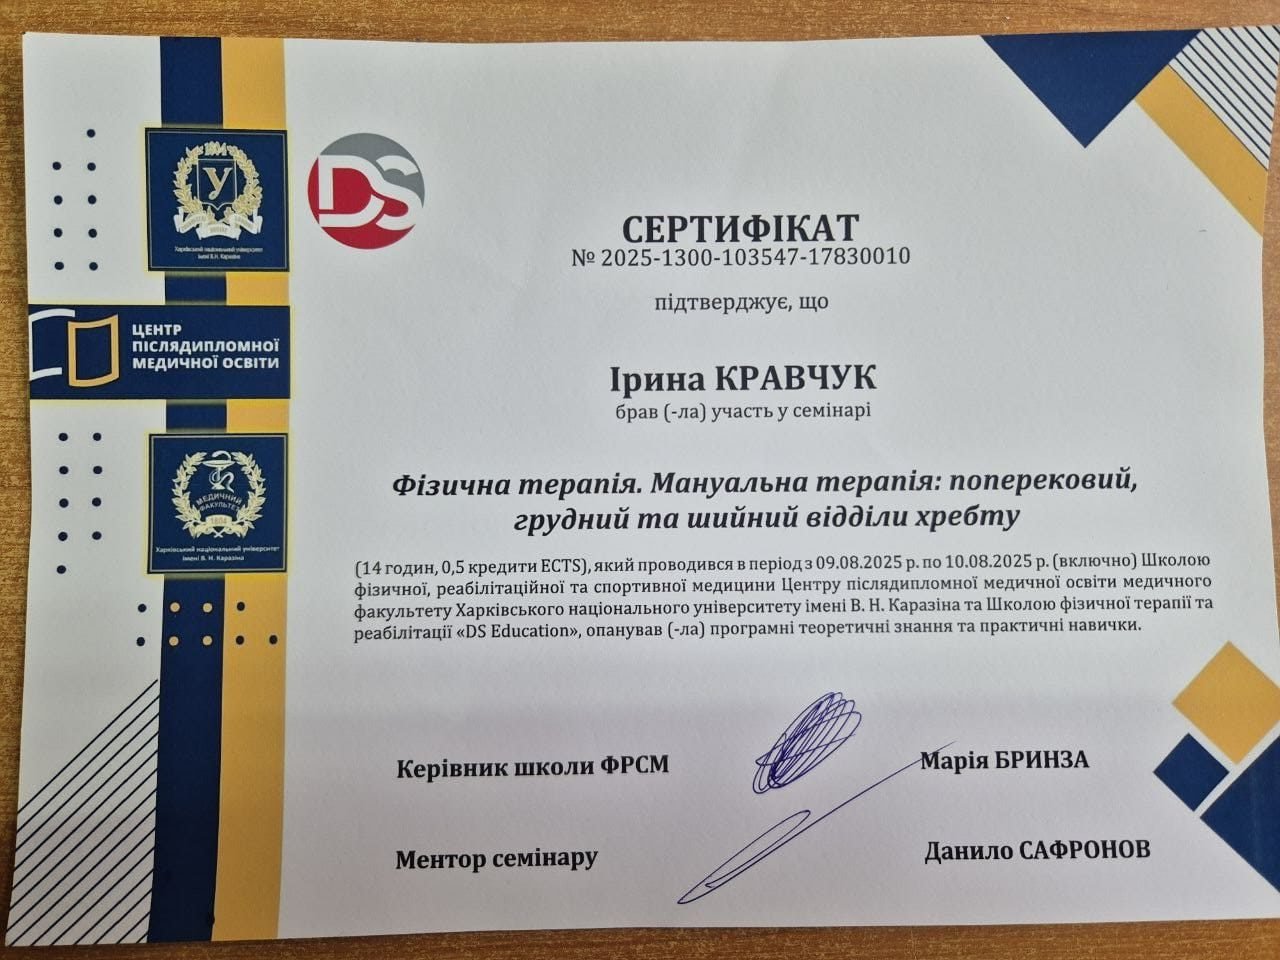 1804
У
Харківський національний університет
імені В.Н. Каразіна
DS
ЦЕНТР
ПІСЛЯДИПЛОМНОЇ
МЕДИЧНОЇ ОСВІТИ
МЕДИЧНИЙ
ФАКУЛЬТЕТ
1804
Харківський національний університет
імені В. Н. Каразіна
СЕРТИФІКАТ
№ 2025-1300-103547-17830010
підтверджує, що
Ірина КРАВЧУК
брав (-ла) участь у семінарі
Фізична терапія. Мануальна терапія: поперековий,
грудний та шийний відділи хребту
(14 годин, 0,5 кредити ECTS), який проводився в період з 09.08.2025 р. по 10.08.2025 р. (включно) Школою
фізичної, реабілітаційної та спортивної медицини Центру післядипломної медичної освіти медичного
факультету Харківського національного університету імені В. Н. Каразіна та Школою фізичної терапії та
реабілітації «DS Education», опанував (-ла) програмні теоретичні знання та практичні навички.
Керівник школи ФРСМ
Марія БРИНЗА
Ментор семінару
Данило САФРОНОВ